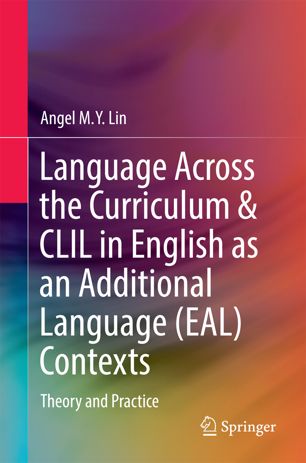 Angel M.Y. Lin
Language Across
the Curriculum &
CLIL in English as
an Additional
Language (EAL)
Contexts
Theory and Practice
Springer